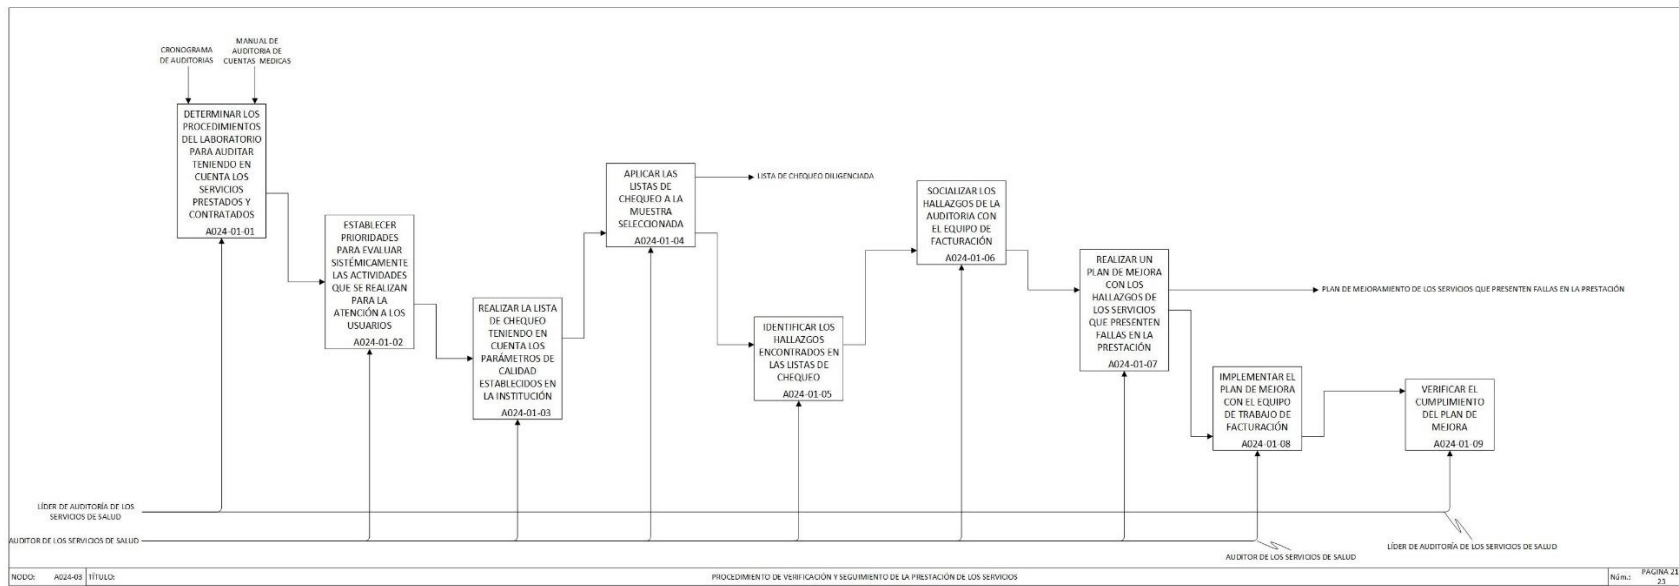 CRONOGRAMA
DE AUDITORIAS
MANUAL DE
AUDITORIA DE
CUENTAS MEDICAS
DETERMINAR LOS
PROCEDIMIENTOS
DEL LABORATORIO
PARA AUDITAR
TENIENDO EN
CUENTA LOS
SERVICIOS
PRESTADOS Y
CONTRATADOS
A024-01-01
ESTABLECER
PRIORIDADES
PARA EVALUAR
SISTÉMICAMENTE
LAS ACTIVIDADES
QUE SE REALIZAN
PARA LA
ATENCIÓN A LOS
USUARIOS
A024-01-02
REALIZAR LA LISTA
DE CHEQUEO
TENIENDO EN
CUENTA LOS
PARÁMETROS DE
CALIDAD
ESTABLECIDOS EN
LA INSTITUCIÓN
A024-01-03
APLICAR LAS
LISTAS DE
CHEQUEO A LA
MUESTRA
SELECCIONADA
A024-01-04
LISTA DE CHEQUEO DILIGENCIADA
IDENTIFICAR LOS
HALLAZGOS
ENCONTRADOS EN
LAS LISTAS DE
CHEQUEO
A024-01-05
SOCIALIZAR LOS
HALLAZGOS DE LA
AUDITORIA CON
EL EQUIPO DE
FACTURACIÓN
A024-01-06
REALIZAR UN
PLAN DE MEJORA
CON LOS
HALLAZGOS DE
LOS SERVICIOS
QUE PRESENTEN
FALLAS EN LA
PRESTACIÓN
A024-01-07
PLAN DE MEJORAMIENTO DE LOS SERVICIOS QUE PRESENTEN FALLAS EN LA PRESTACIÓN
IMPLEMENTAR EL
PLAN DE MEJORA
CON EL EQUIPO
DE TRABAJO DE
FACTURACIÓN
A024-01-08
VERIFICAR EL
CUMPLIMIENTO
DEL PLAN DE
MEJORA
A024-01-09
LÍDER DE AUDITORÍA DE LOS
SERVICIOS DE SALUD
AUDITOR DE LOS SERVICIOS DE SALUD
AUDITOR DE LOS SERVICIOS DE SALUD
LÍDER DE AUDITORÍA DE LOS SERVICIOS DE SALUD
NODO: A024-03 TÍTULO: PROCEDIMIENTO DE VERIFICACIÓN Y SEGUIMIENTO DE LA PRESTACIÓN DE LOS SERVICIOS Núm.: PAGINA 21
23